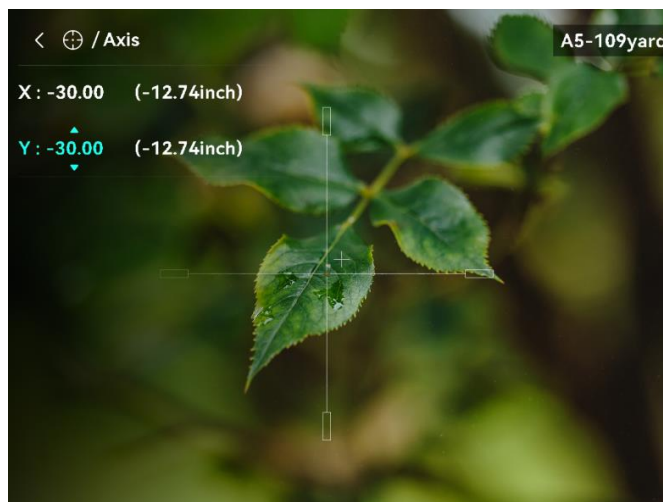 /Axis
A5-109yard
X : -30.00 (-12.74inch)
Y : -30.00 (-12.74inch)